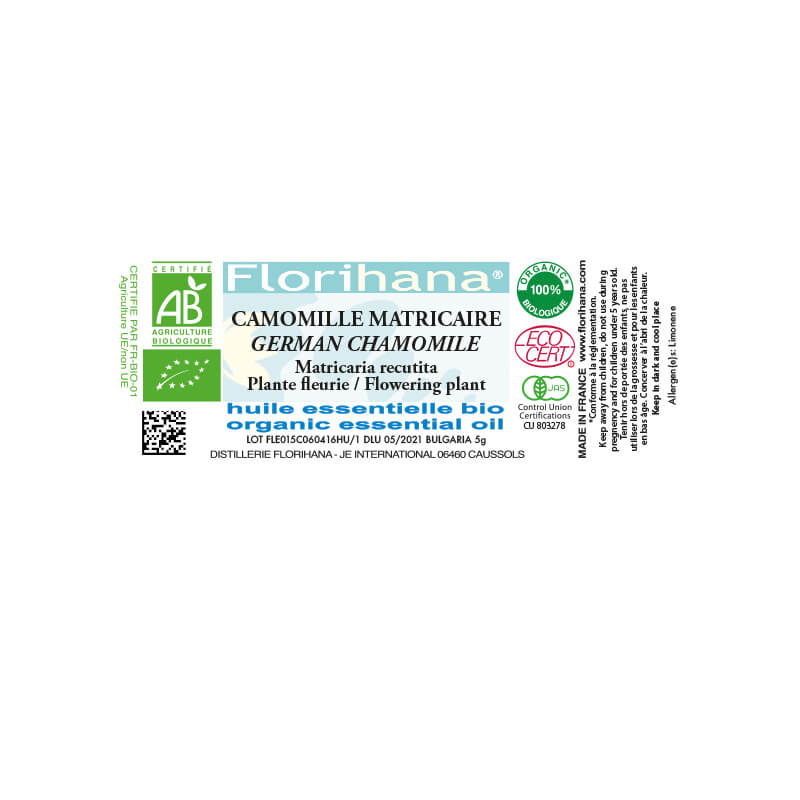 CERTIFIE PAR FR-BIO-01
Agriculture UE/non UE
CERTIFIÉ
AB
AGRICULTURE
BIOLOGIQUE
Florihana®
CAMOMILLE MATRICAIRE
GERMAN CHAMOMILE
Matricaria recutita
Plante fleurie / Flowering plant
huile essentielle bio
organic essential oil
LOT FLE015C060416HU/1 DLU 05/2021 BULGARIA 5g
DISTILLERIE FLORIHANA - JE INTERNATIONAL 06460 CAUSSOLS
ORGANIC*
100%
BIOLOGIQUE
ECO
CERT®
JAS
Control Union
Certifications
CU 803278
MADE IN FRANCE www.florihana.com
*Conforme à la réglementation.
Keep away from children, do not use during
pregnency and for children under 5 years old.
Tenir hors de portée des enfants, ne pas
utiliser lors de la grossesse et pour les enfants
en bas âge. Concerver à l'abri de la chaleur.
Keep in dark and cool place
Allergen(e)s: Limonene